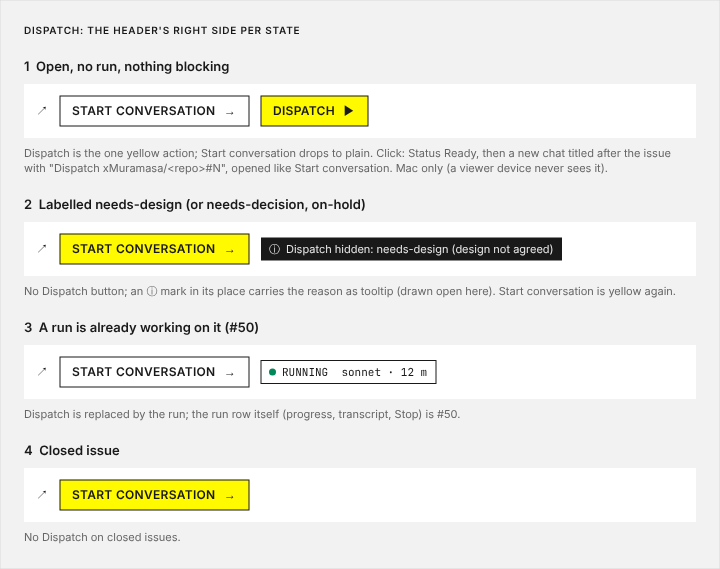 DISPATCH: THE HEADER'S RIGHT SIDE PER STATE
1 Open, no run, nothing blocking
↗ START CONVERSATION → DISPATCH ▶
Dispatch is the one yellow action; Start conversation drops to plain. Click: Status Ready, then a new chat titled after the issue
with "Dispatch xMuramasa/<repo>#N", opened like Start conversation. Mac only (a viewer device never sees it).
2 Labelled needs-design (or needs-decision, on-hold)
↗ START CONVERSATION → ⓘ Dispatch hidden: needs-design (design not agreed)
No Dispatch button; an ⓘ mark in its place carries the reason as tooltip (drawn open here). Start conversation is yellow again.
3 A run is already working on it (#50)
↗ START CONVERSATION → ● RUNNING sonnet · 12 m
Dispatch is replaced by the run; the run row itself (progress, transcript, Stop) is #50.
4 Closed issue
↗ START CONVERSATION →
No Dispatch on closed issues.